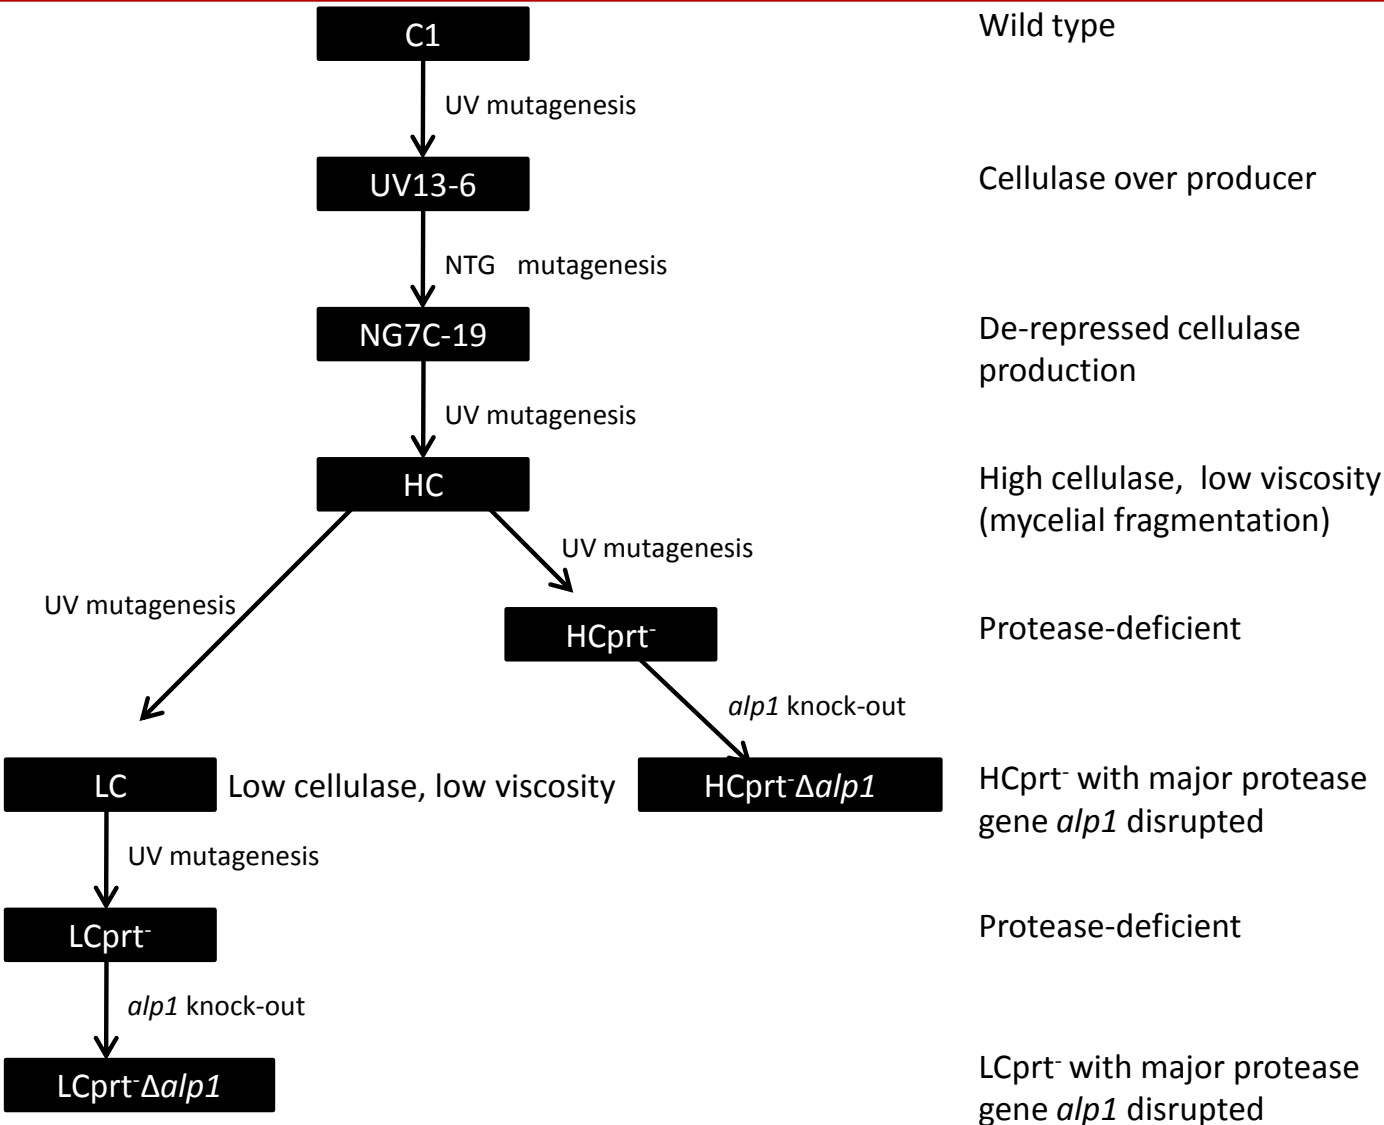 C1
Wild type
UV mutagenesis
UV13-6
Cellulase over producer
NTG mutagenesis
NG7C-19
De-repressed cellulase
production
UV mutagenesis
HC
High cellulase, low viscosity
(mycelial fragmentation)
UV mutagenesis
UV mutagenesis
HCprt⁻
Protease-deficient
alp1 knock-out
LC
Low cellulase, low viscosity
HCprt⁻Δalp1
HCprt⁻ with major protease
gene alp1 disrupted
UV mutagenesis
LCprt⁻
Protease-deficient
alp1 knock-out
LCprt⁻Δalp1
LCprt⁻ with major protease
gene alp1 disrupted